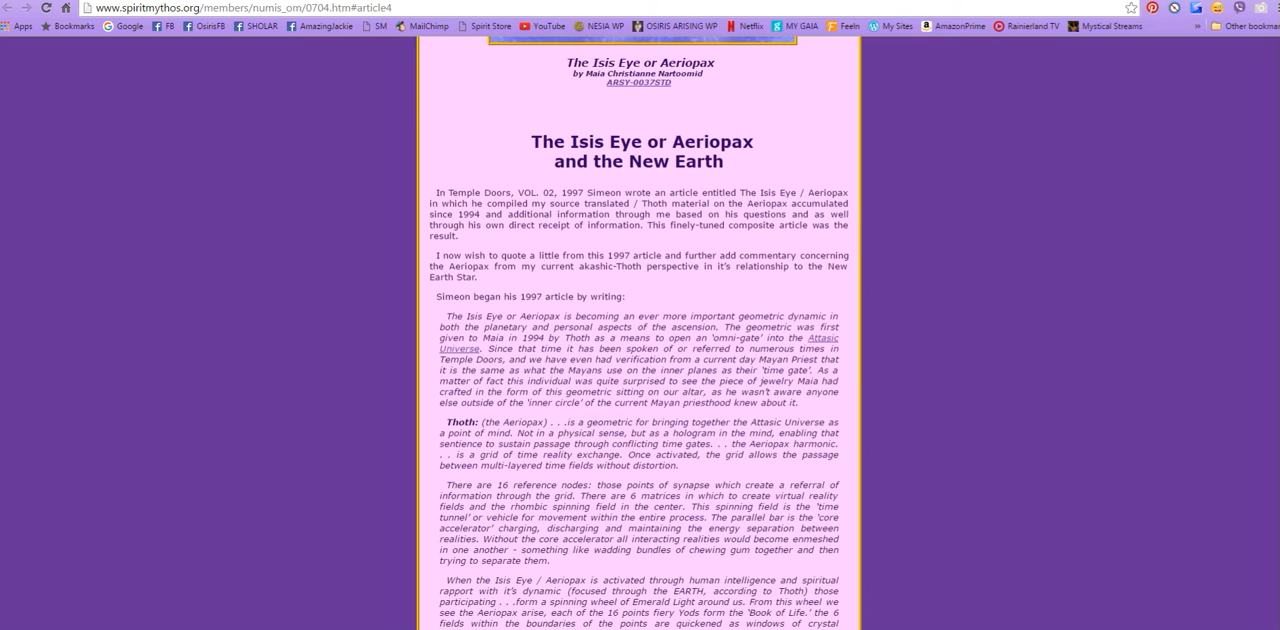 www.spiritmythos.org/members/numis_om/0704.htm#article4
Apps Bookmarks Google FB OsirisFB SHOLAR AmazingJackie SM MailChimp Spirit Store YouTube NESIA WP OSIRIS ARISING WP Netflix MY GAIA FeeIn My Sites AmazonPrime Rainierland TV Mystical Streams » Other bookmar
The Isis Eye or Aeriopax
by Maia Christianne Nartoomid
ARSY-0037STD
The Isis Eye or Aeriopax
and the New Earth
In Temple Doors, VOL. 02, 1997 Simeon wrote an article entitled The Isis Eye / Aeriopax
in which he compiled my source translated / Thoth material on the Aeriopax accumulated
since 1994 and additional information through me based on his questions and as well
through his own direct receipt of information. This finely-tuned composite article was the
result.
I now wish to quote a little from this 1997 article and further add commentary concerning
the Aeriopax from my current akashic-Thoth perspective in it's relationship to the New
Earth Star.
Simeon began his 1997 article by writing:
The Isis Eye or Aeriopax is becoming an ever more important geometric dynamic in
both the planetary and personal aspects of the ascension. The geometric was first
given to Maia in 1994 by Thoth as a means to open an 'omni-gate' into the Attasic
Universe. Since that time it has been spoken of or referred to numerous times in
Temple Doors, and we have even had verification from a current day Mayan Priest that
it is the same as what the Mayans use on the inner planes as their 'time gate'. As a
matter of fact this individual was quite surprised to see the piece of jewelry Maia had
crafted in the form of this geometric sitting on our altar, as he wasn't aware anyone
else outside of the 'inner circle' of the current Mayan priesthood knew about it.
Thoth: (the Aeriopax) . . .is a geometric for bringing together the Attasic Universe as
a point of mind. Not in a physical sense, but as a hologram in the mind, enabling that
sentience to sustain passage through conflicting time gates. . . the Aeriopax harmonic.
. . is a grid of time reality exchange. Once activated, the grid allows the passage
between multi-layered time fields without distortion.
There are 16 reference nodes: those points of synapse which create a referral of
information through the grid. There are 6 matrices in which to create virtual reality
fields and the rhombic spinning field in the center. This spinning field is the 'time
tunnel' or vehicle for movement within the entire process. The parallel bar is the 'core
accelerator' charging, discharging and maintaining the energy separation between
realities. Without the core accelerator all interacting realities would become enmeshed
in one another - something like wadding bundles of chewing gum together and then
trying to separate them.
When the Isis Eye / Aeriopax is activated through human intelligence and spiritual
rapport with it's dynamic (focused through the EARTH, according to Thoth) those
participating . . .form a spinning wheel of Emerald Light around us. From this wheel we
see the Aeriopax arise, each of the 16 points fiery Yods form the 'Book of Life.' the 6
fields within the boundaries of the points are quickened as windows of crystal